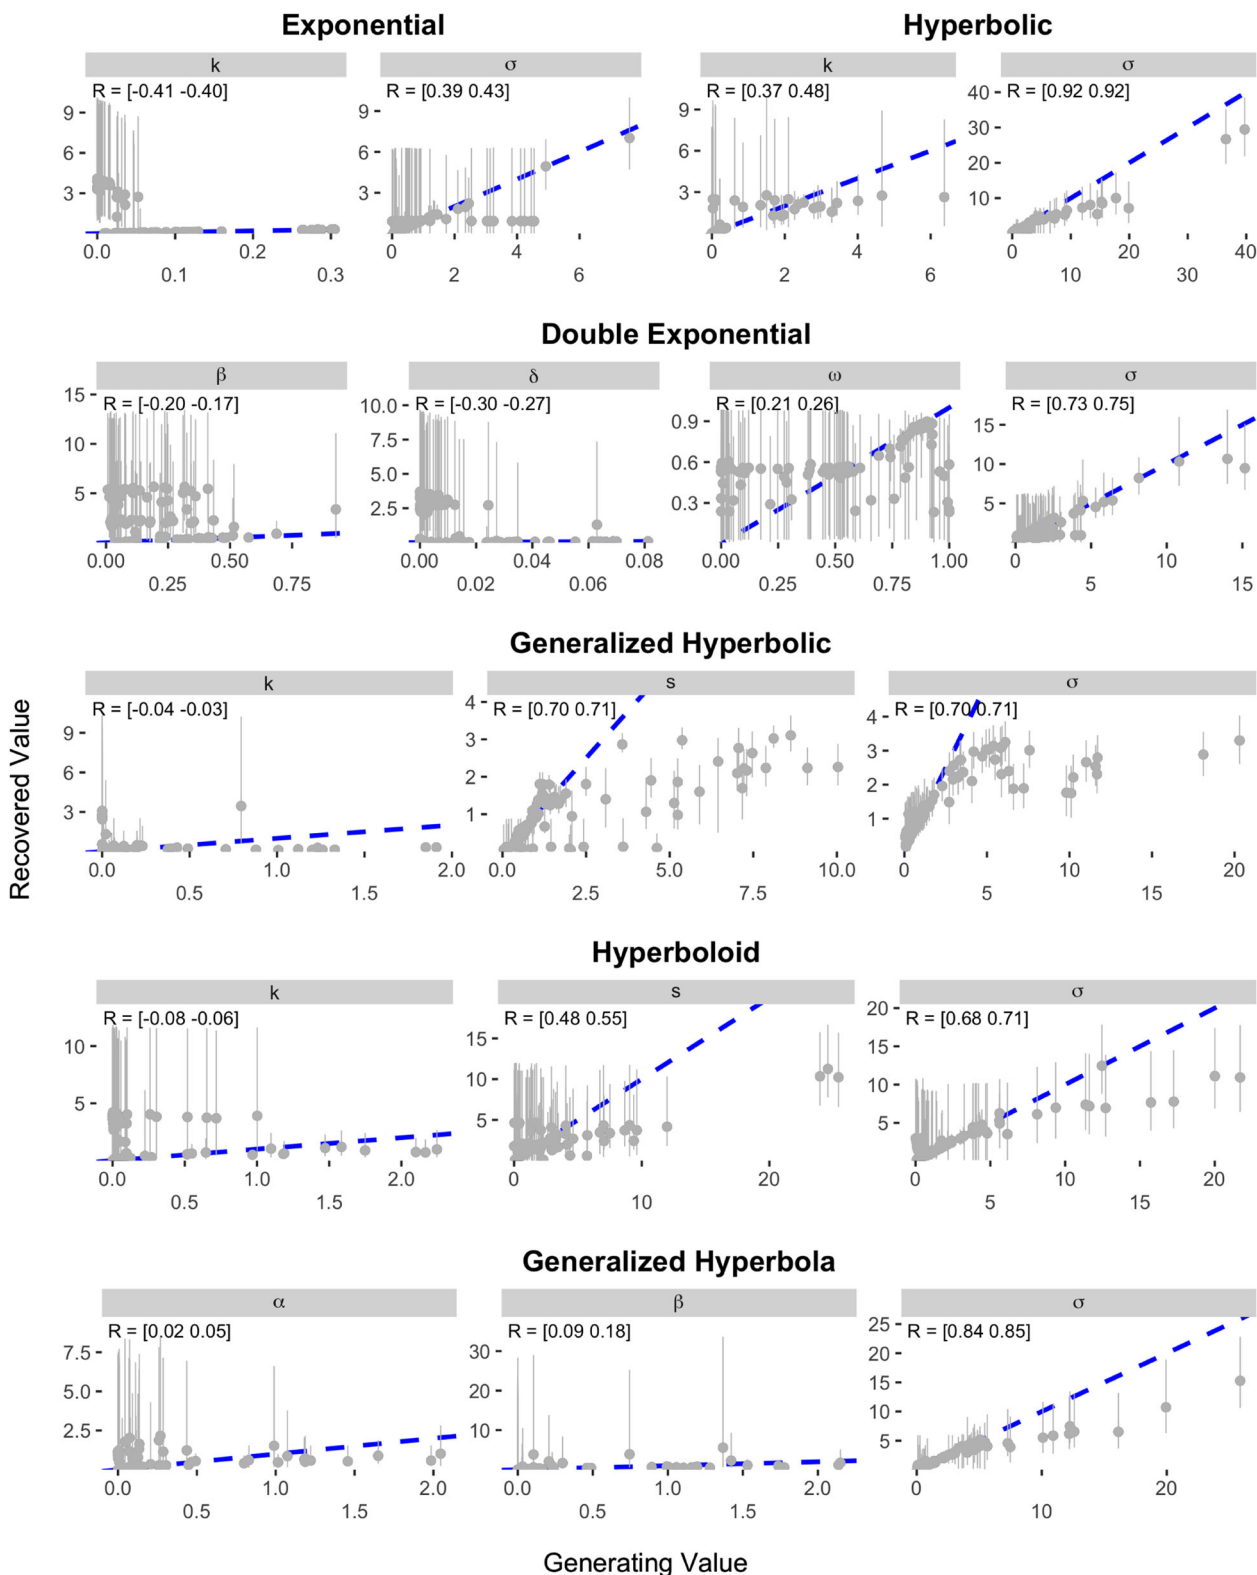 Exponential Hyperbolic
k σ k σ
R = [-0.41 -0.40] R = [0.39 0.43] R = [0.37 0.48] R = [0.92 0.92]
9 9 9 40
6 6 6 30
3 3 3 20
10
0.0 0.2 0 4 0 4 0 20 40
0.1 0.3 2 6 2 6 10 30
Double Exponential
β δ ω σ
R = [-0.20 -0.17] R = [-0.30 -0.27] R = [0.21 0.26] R = [0.73 0.75]
15 10.0 0.9 15
10 7.5 0.6 10
5 5.0 0.3 5
2.5
0.00 0.50 0.00 0.04 0.08 0.00 0.50 1.00 0 10
0.25 0.75 0.02 0.06 0.25 0.75 5 15
Generalized Hyperbolic
k s σ
R = [-0.04 -0.03] R = [0.70 0.71] R = [0.70 0.71]
9 4 4
6 3 3
3 2 2
1 1
0.0 1.0 2.0 0.0 5.0 10.0 0 10 20
0.5 1.5 2.5 7.5 5 15
Hyperboloid
k s σ
R = [-0.08 -0.06] R = [0.48 0.55] R = [0.68 0.71]
10 15 20
5 10 15
5 10
5
0.0 1.0 2.0 0 20 0 10 20
0.5 1.5 10 5 15
Generalized Hyperbola
α β σ
R = [0.02 0.05] R = [0.09 0.18] R = [0.84 0.85]
7.5 30 25
5.0 20 20
2.5 10 15
10
5
0.0 1.0 2.0 0.0 1.0 2.0 0 20
0.5 1.5 0.5 1.5 10
Recovered Value
Generating Value